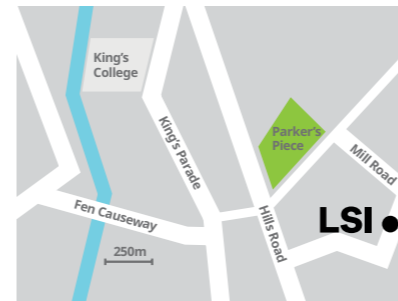 King's
College
King's Parade
Parker's
Piece
Mill Road
Fen Causeway
Hills Road
LSI
250m